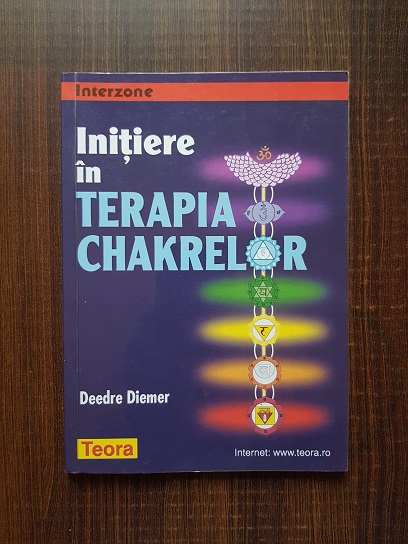 Interzone
Inițiere
în
TERAPIA
CHAKRELOR
Deedre Diemer
Teora
Internet: www.teora.ro